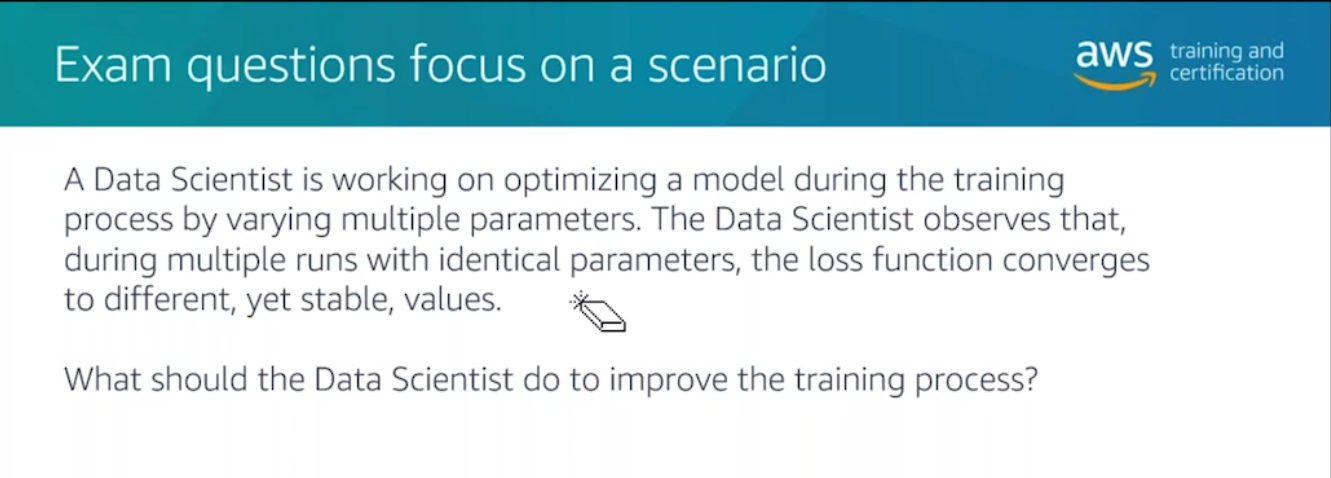 Exam questions focus on a scenario
aws training and
certification
A Data Scientist is working on optimizing a model during the training
process by varying multiple parameters. The Data Scientist observes that,
during multiple runs with identical parameters, the loss function converges
to different, yet stable, values.
What should the Data Scientist do to improve the training process?